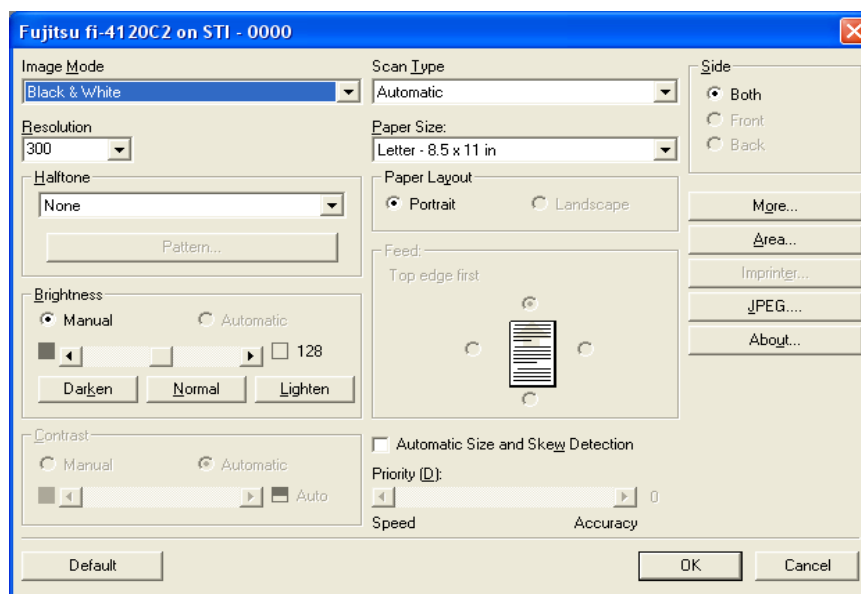 Fujitsu fi-4120C2 on STI - 0000
Image Mode
Black & White
Scan Type
Automatic
Side
Both
Front
Back
Resolution
300
Paper Size:
Letter - 8.5 x 11 in
Halftone
None
Pattern...
Paper Layout
Portrait
Landscape
More...
Area...
Imprinter...
JPEG....
About...
Feed:
Top edge first
Brightness
Manual
Automatic
128
Darken
Normal
Lighten
Contrast
Manual
Automatic
Auto
Automatic Size and Skew Detection
Priority (D):
0
Speed
Accuracy
Default
OK
Cancel